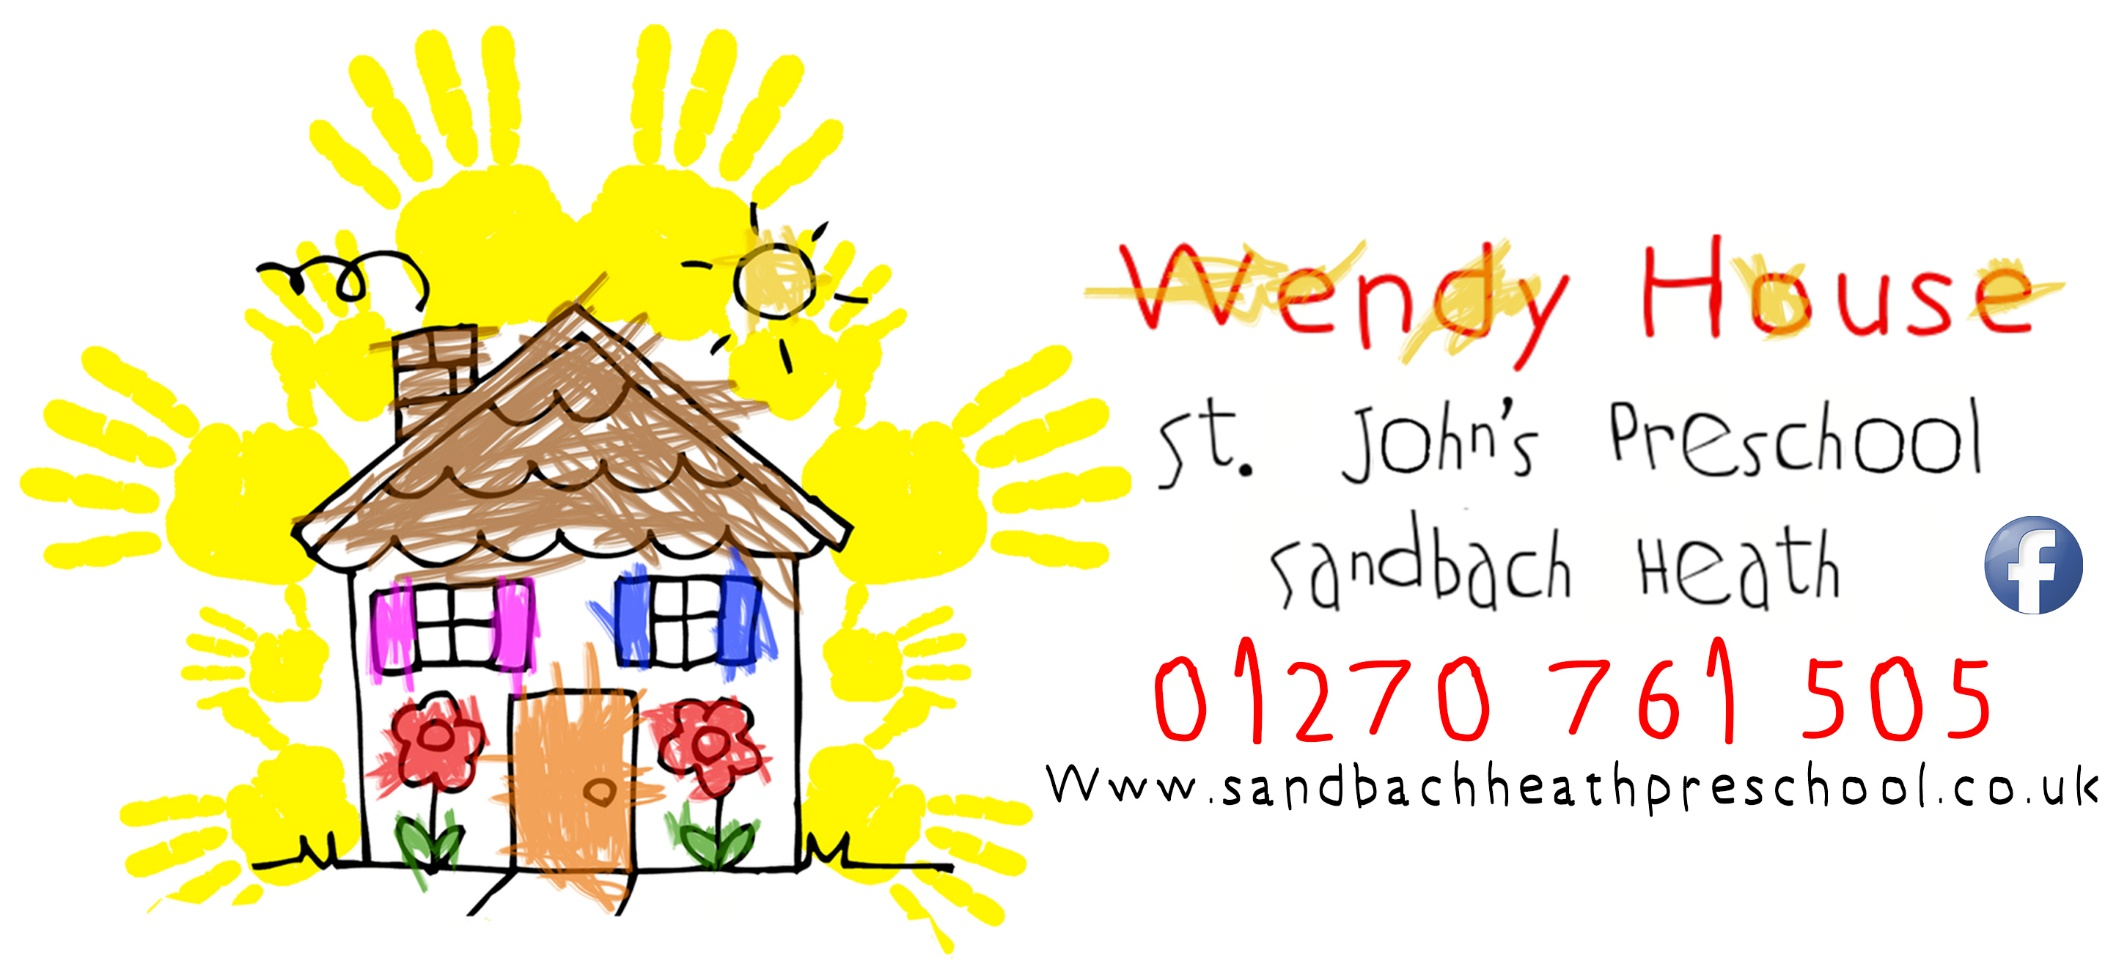 Wendy House
St. John's Preschool
Sandbach Heath
f
01270 761 505
Www.sandbachheathpreschool.co.uk